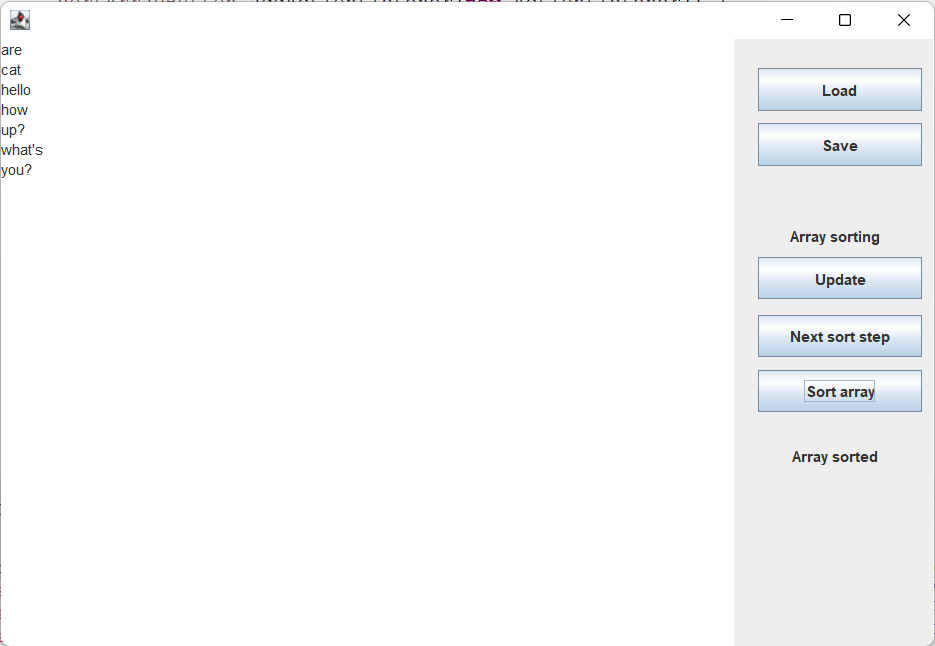 are
cat
hello
how
up?
what's
you?
Load
Save
Array sorting
Update
Next sort step
Sort array
Array sorted